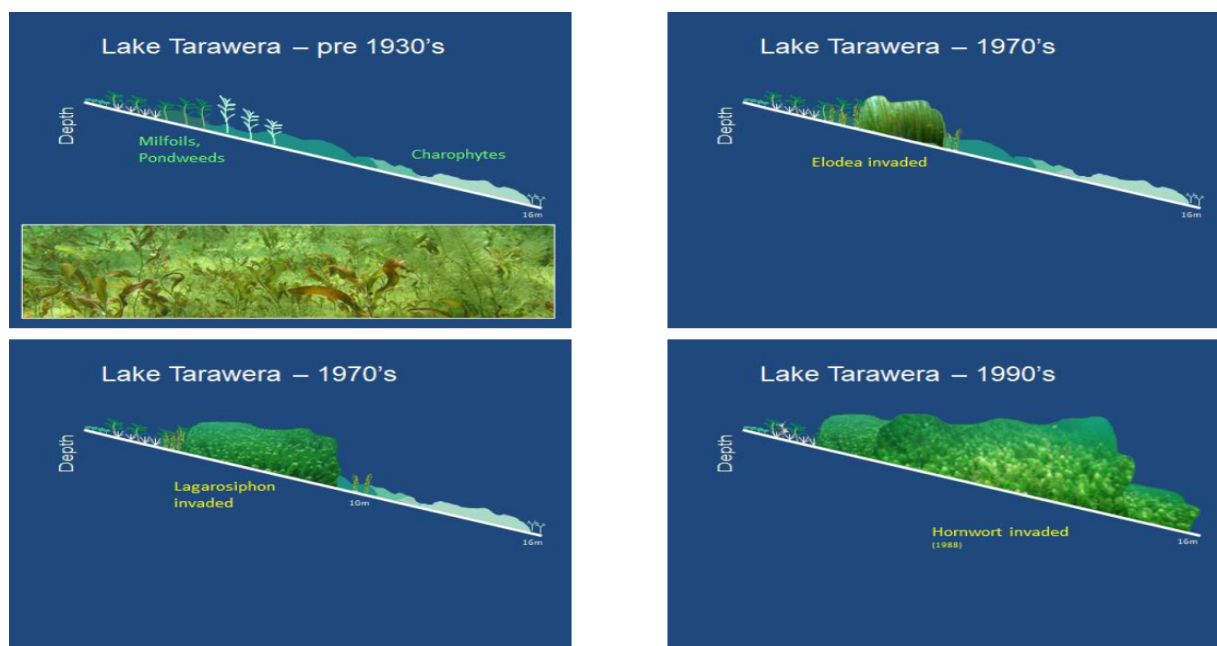 Lake Tarawera – pre 1930's
Depth
Milfoils,
Pondweeds
Charophytes
16m
Lake Tarawera – 1970's
Depth
Elodea invaded
16m
Lake Tarawera – 1970's
Depth
Lagarosiphon
invaded
10m
16m
Lake Tarawera – 1990's
Depth
Hornwort invaded
(1988)
16m